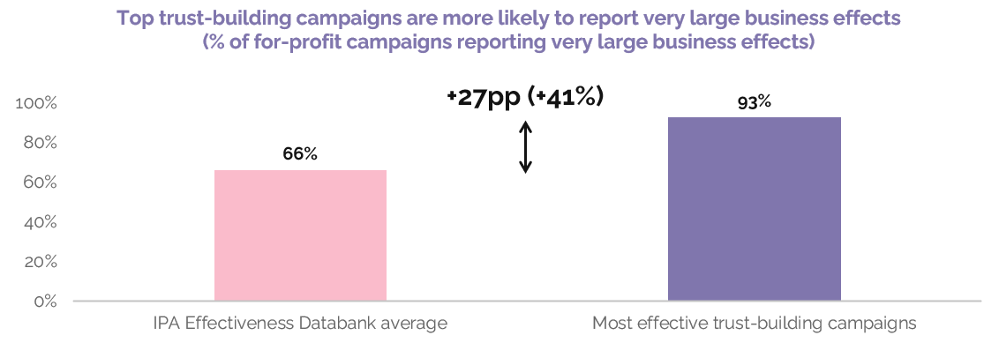 Top trust-building campaigns are more likely to report very large business effects
(% of for-profit campaigns reporting very large business effects)
+27pp (+41%)
100%
93%
80%
66%
60%
40%
20%
0%
IPA Effectiveness Databank average
Most effective trust-building campaigns